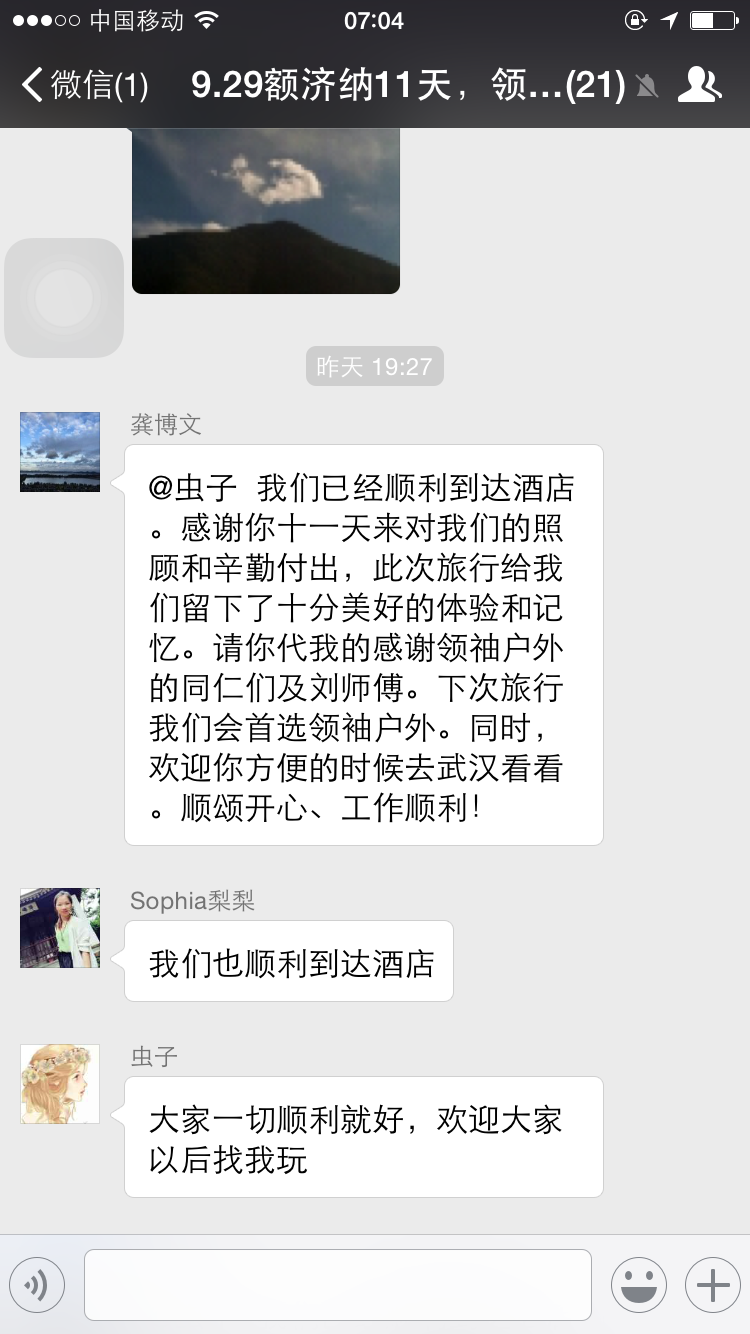 中国移动 07:04
微信(1) 9.29额济纳11天，领...(21)
昨天 19:27
龚博文
@虫子 我们已经顺利到达酒店
。感谢你十一天来对我们的照
顾和辛勤付出，此次旅行给我
们留下了十分美好的体验和记
忆。请你代我的感谢领袖户外
的同仁们及刘师傅。下次旅行
我们会首选领袖户外。同时，
欢迎你方便的时候去武汉看看
。顺颂开心、工作顺利！
Sophia梨梨
我们也顺利到达酒店
虫子
大家一切顺利就好，欢迎大家
以后找我玩